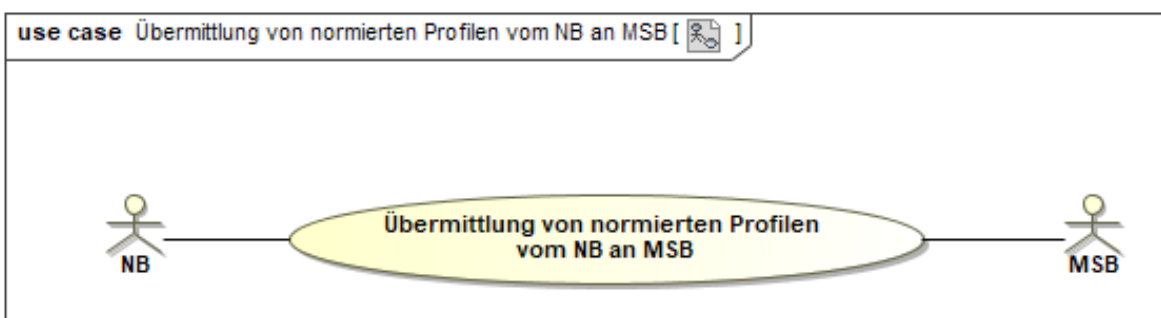 use case Übermittlung von normierten Profilen vom NB an MSB [ ]
Übermittlung von normierten Profilen
vom NB an MSB
NB
MSB